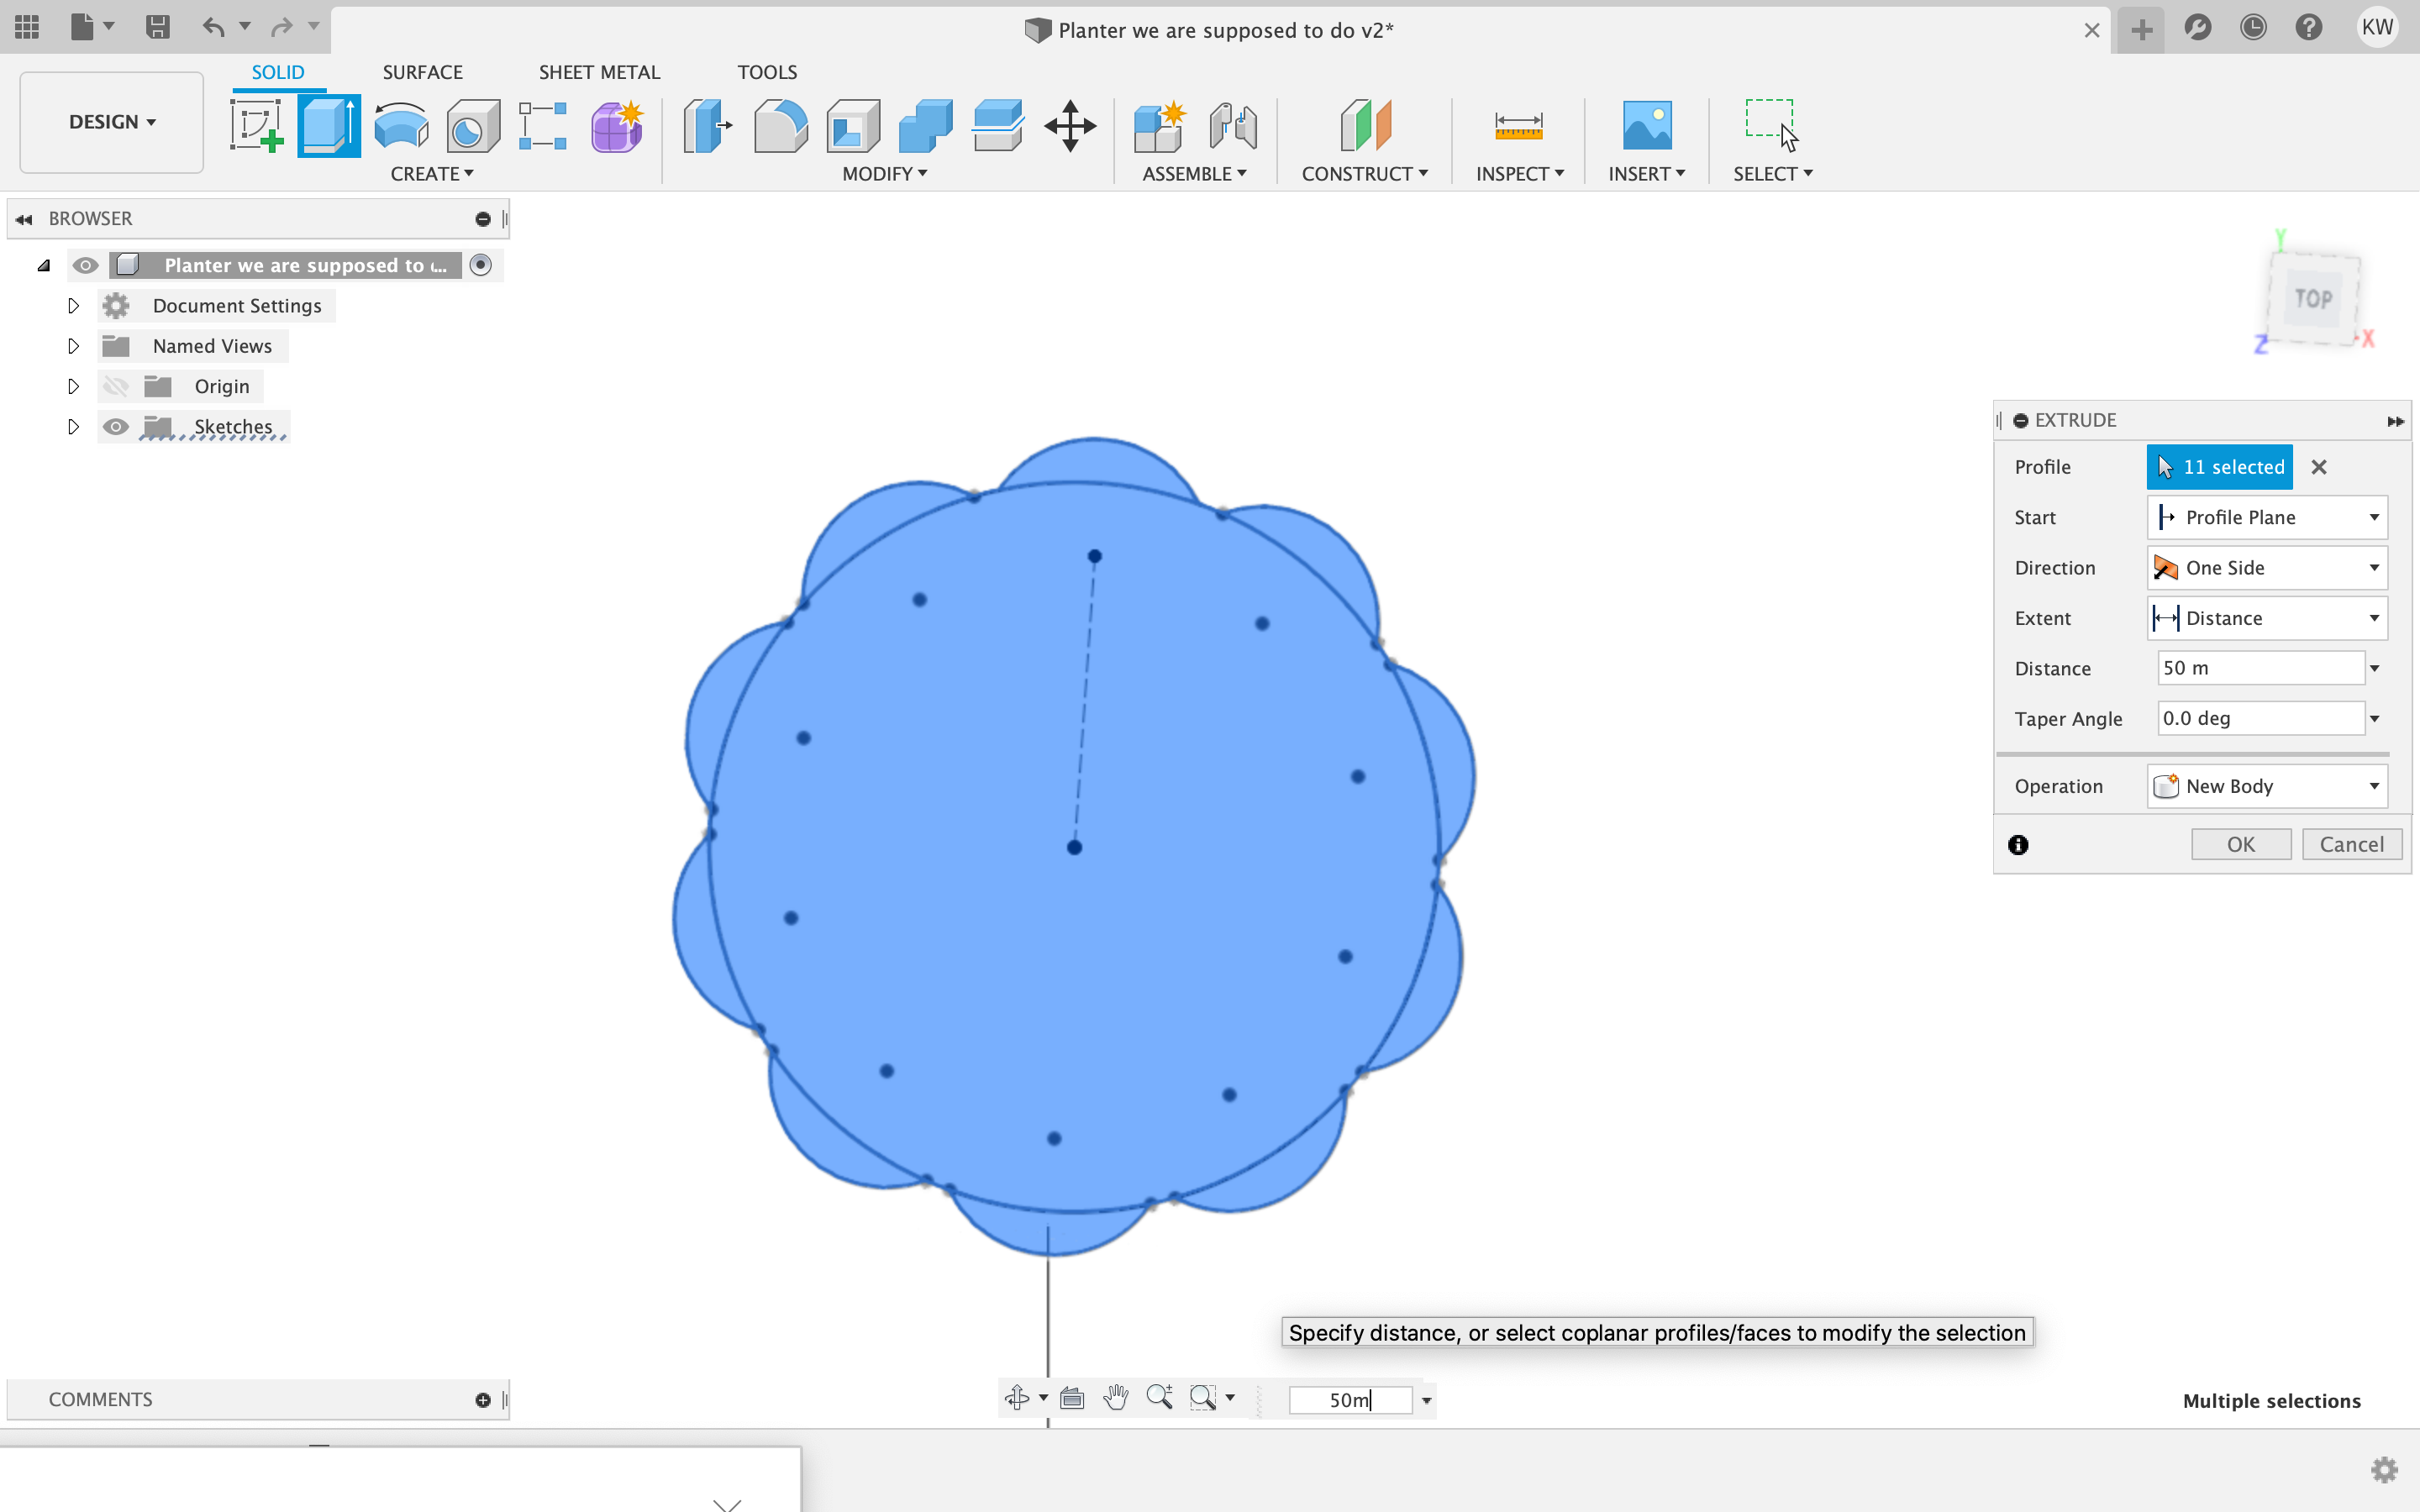 Planter we are supposed to do v2*
KW
DESIGN
SOLID
SURFACE
SHEET METAL
TOOLS
CREATE
MODIFY
ASSEMBLE
CONSTRUCT
INSPECT
INSERT
SELECT
BROWSER
Planter we are supposed to (...
Document Settings
Named Views
Origin
Sketches
Y
TOP
Z
X
EXTRUDE
Profile
11 selected
Start
Profile Plane
Direction
One Side
Extent
Distance
Distance
50 m
Taper Angle
0.0 deg
Operation
New Body
OK
Cancel
Specify distance, or select coplanar profiles/faces to modify the selection
COMMENTS
50m
Multiple selections